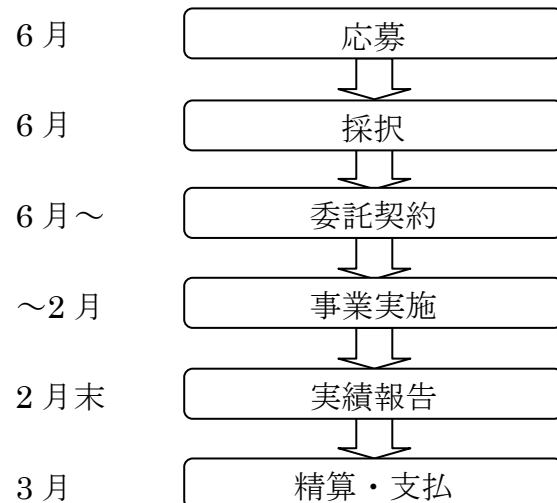 6 月 応募
6 月 採択
6 月～ 委託契約
～2 月 事業実施
2 月末 実績報告
3 月 精算・支払